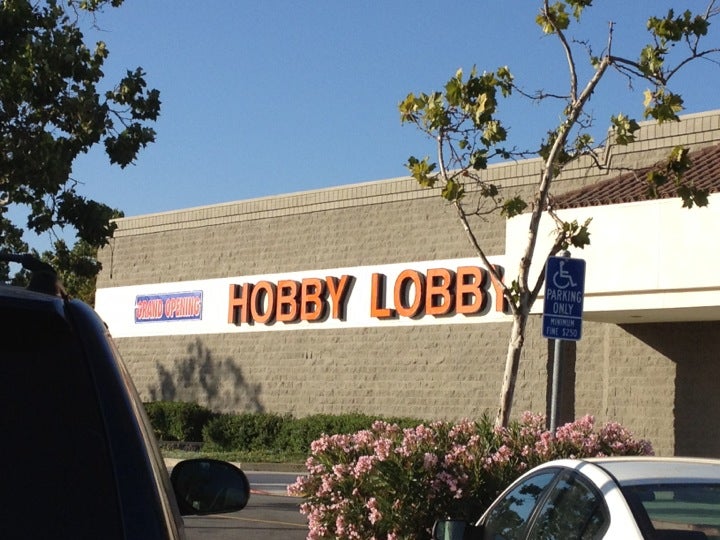 GRAND OPENING
HOBBY LOBBY
PARKING
ONLY
MINIMUM
FINE $250